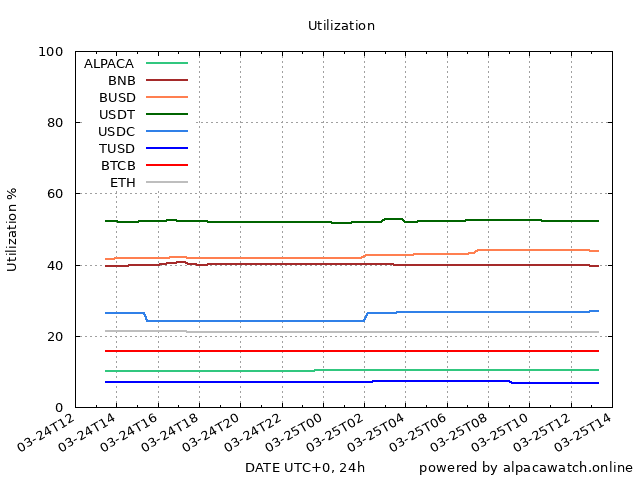 Utilization
100
80
60
40
20
0
Utilization %
ALPACA
BNB
BUSD
USDT
USDC
TUSD
BTCB
ETH
03-24T12
03-24T14
03-24T16
03-24T18
03-24T20
03-24T22
03-25T00
03-25T02
03-25T04
03-25T06
03-25T08
03-25T10
03-25T12
03-25T14
DATE UTC+0, 24h
powered by alpacawatch.online